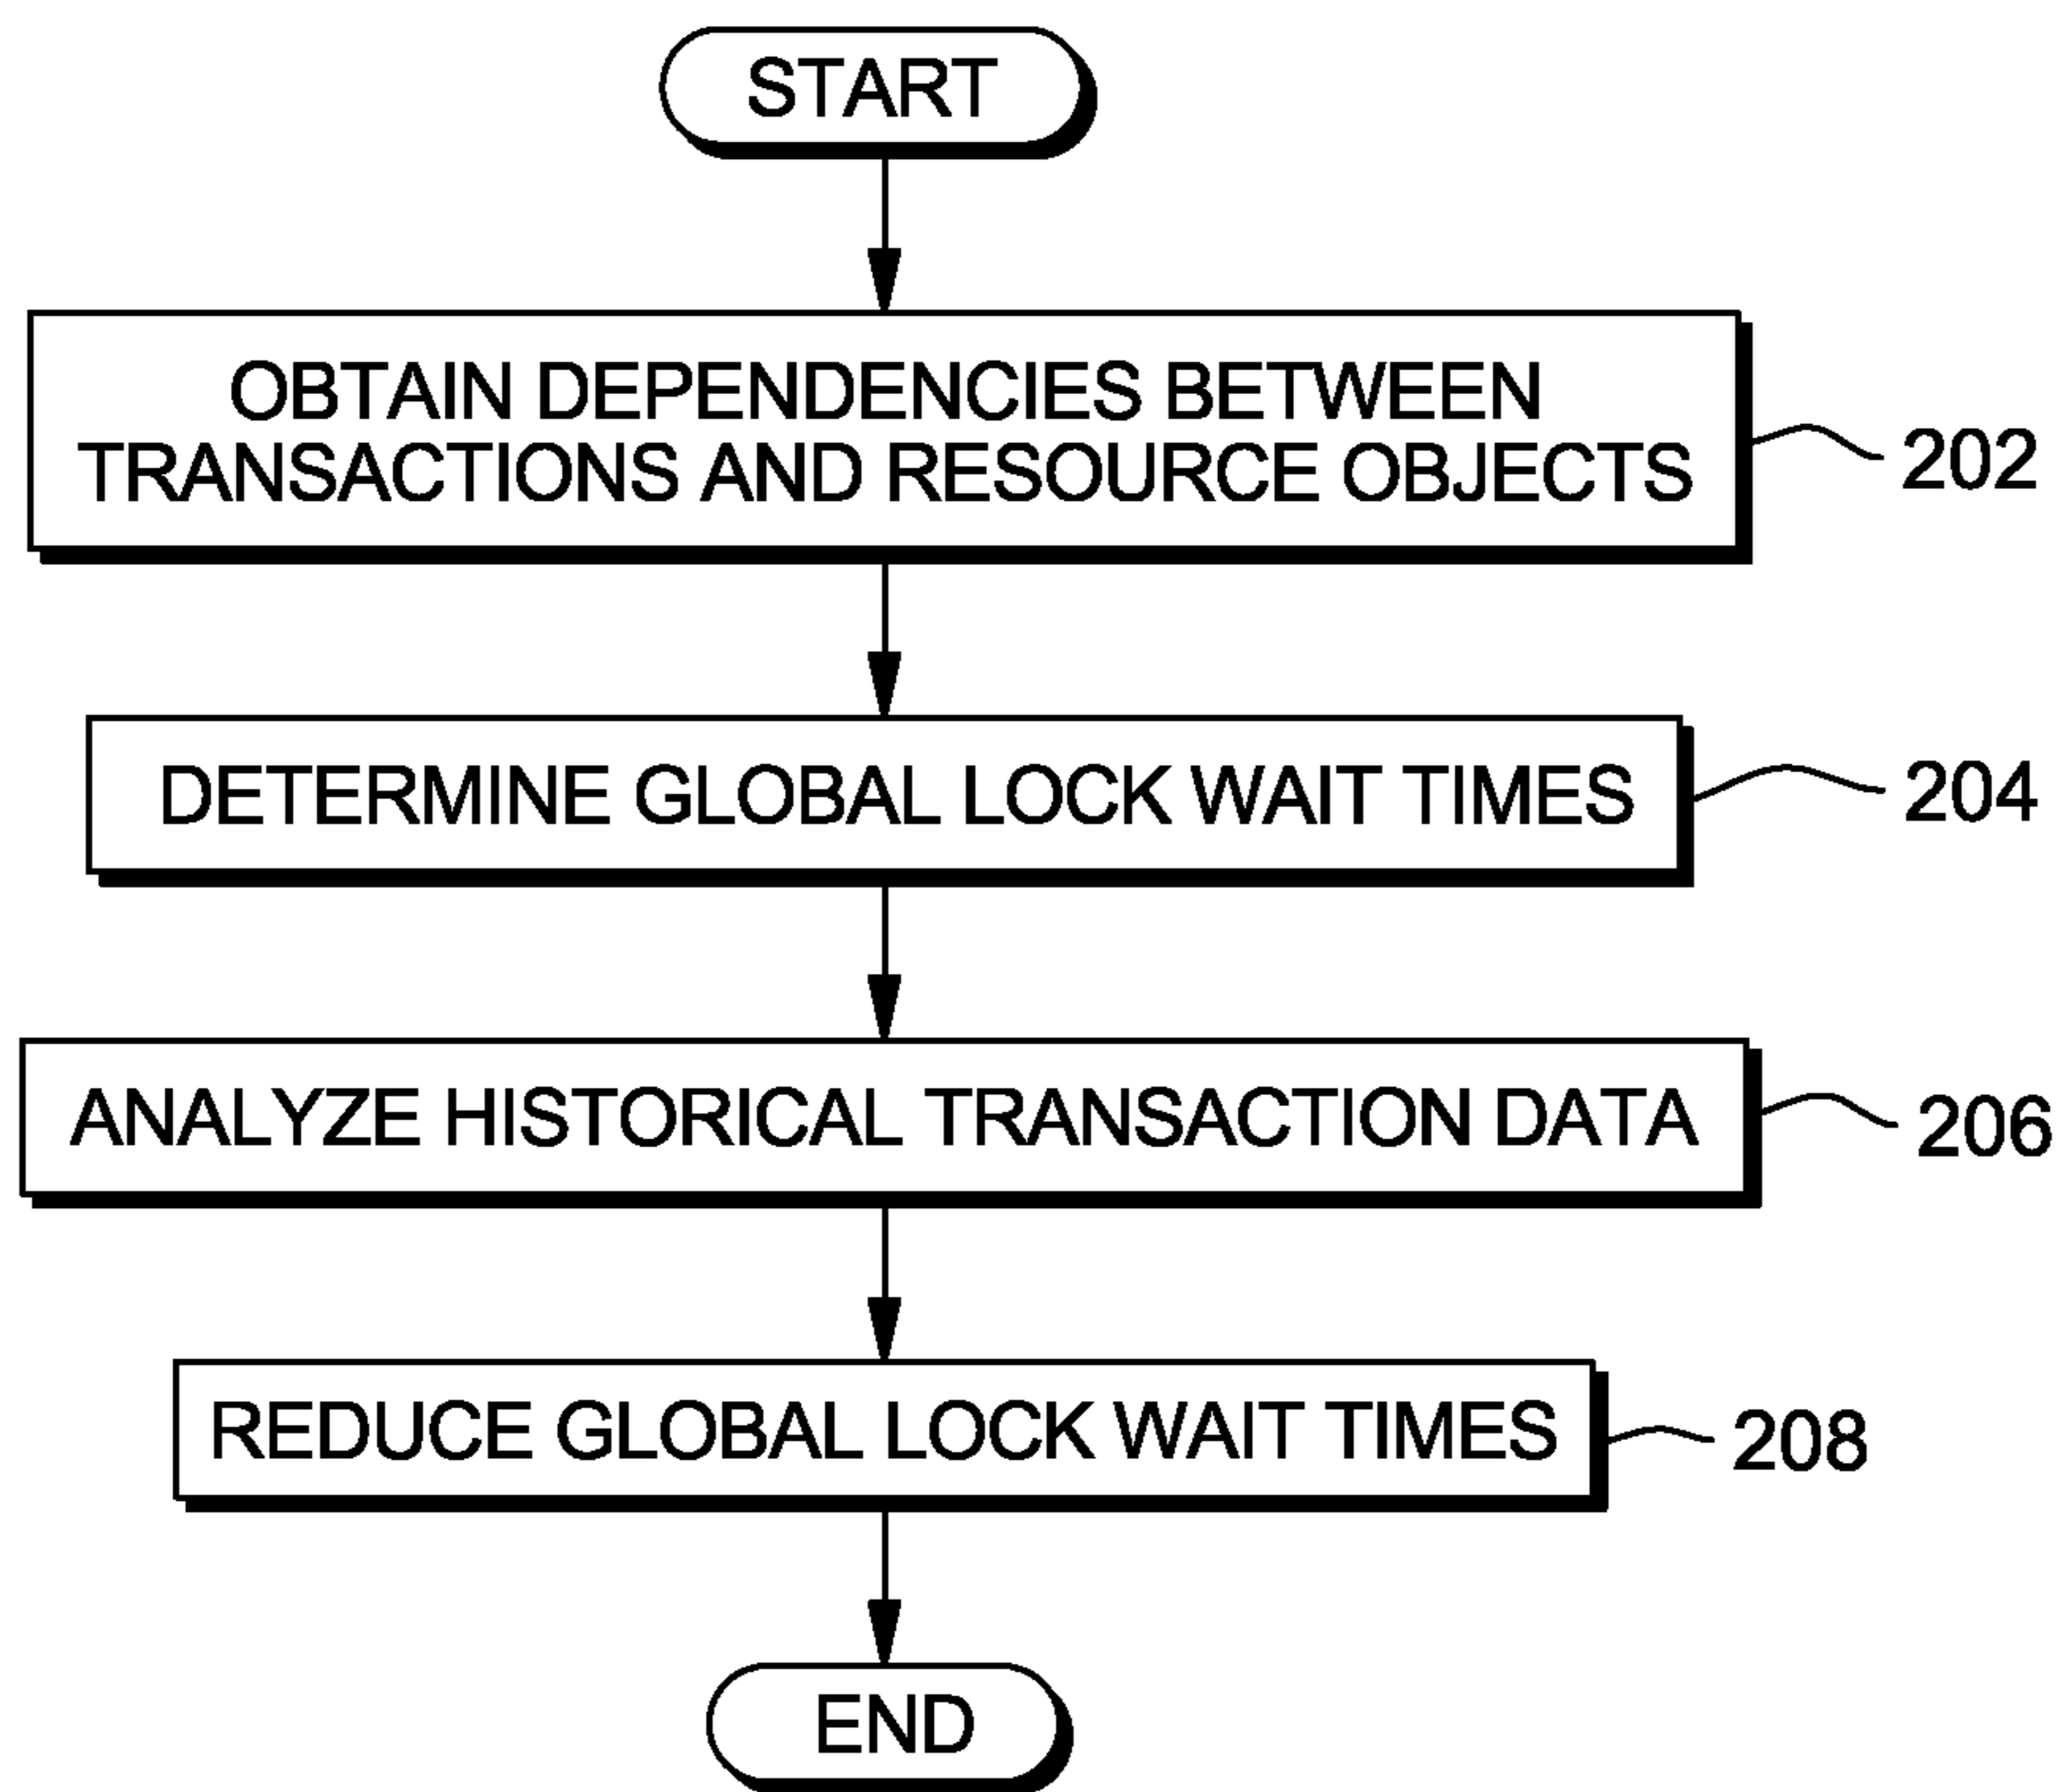 START
OBTAIN DEPENDENCIES BETWEEN
TRANSACTIONS AND RESOURCE OBJECTS
202
DETERMINE GLOBAL LOCK WAIT TIMES
204
ANALYZE HISTORICAL TRANSACTION DATA
206
REDUCE GLOBAL LOCK WAIT TIMES
208
END